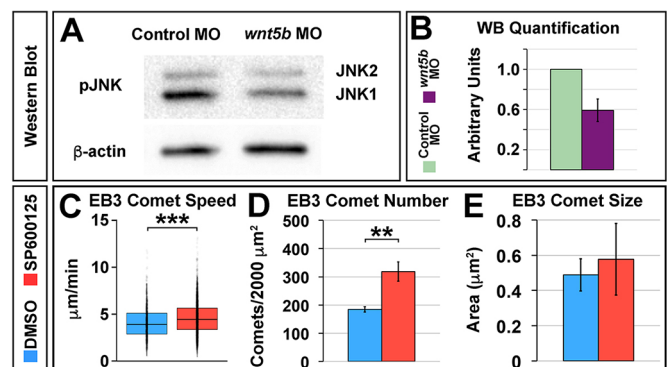 Western Blot
A
Control MO
wnt5b MO
pJNK
JNK2
JNK1
β-actin
B
WB Quantification
Control MO
wnt5b MO
Arbitrary Units
1.0
0.6
0.2
DMSO
SP600125
C
EB3 Comet Speed
μm/min
15
10
5
0
***
D
EB3 Comet Number
Comets/2000 μm²
500
400
300
200
100
0
**
E
EB3 Comet Size
Area (μm²)
0.8
0.6
0.4
0.2
0